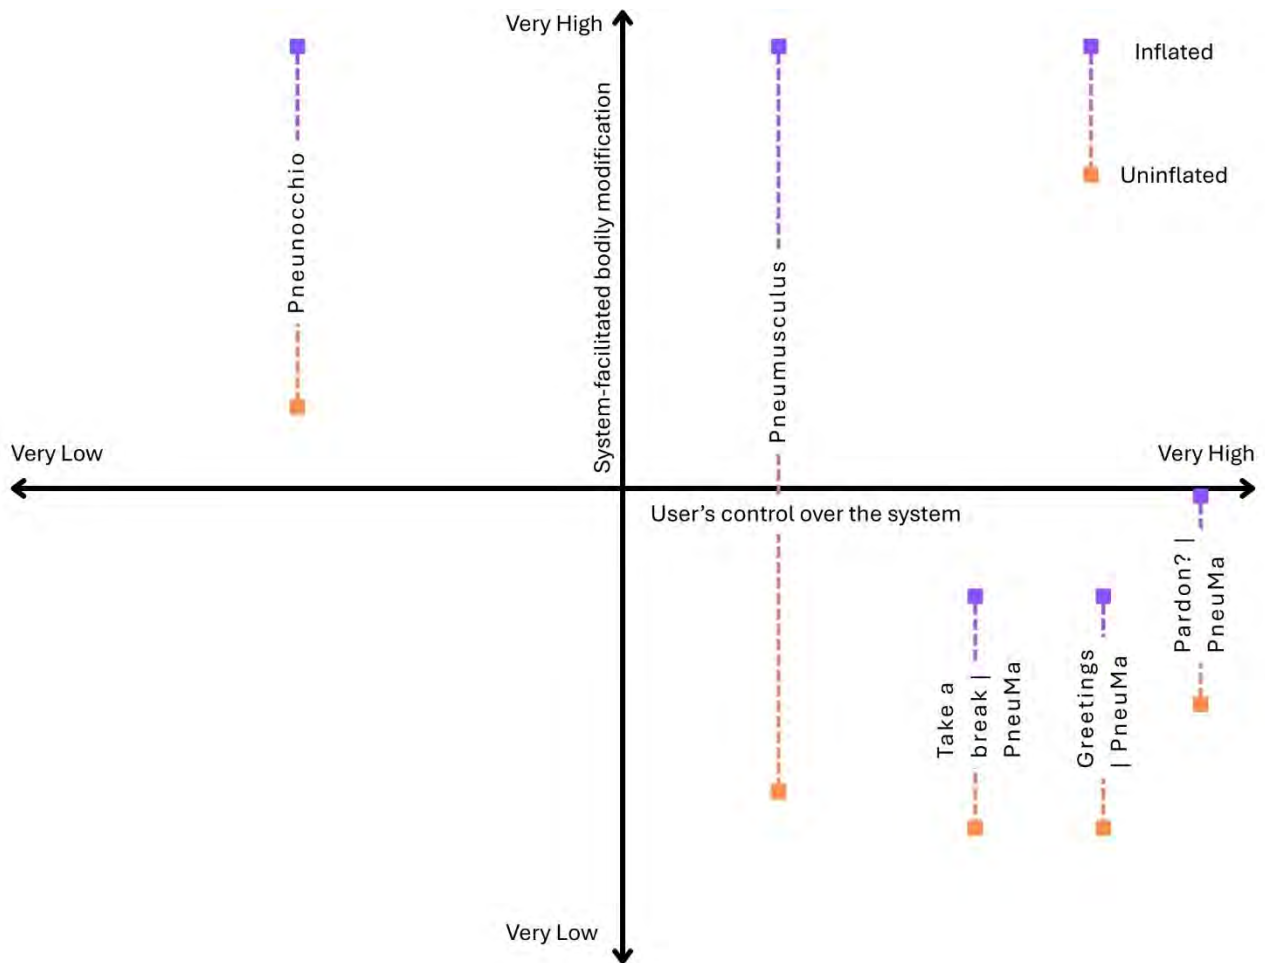 Very High
Inflated
Uninflated
System-facilitated bodily modification
Pneunocchio
Pneumusculus
Very Low
Very High
User's control over the system
Take a
break |
PneuMa
Greetings
| PneuMa
Pardon? |
PneuMa
Very Low